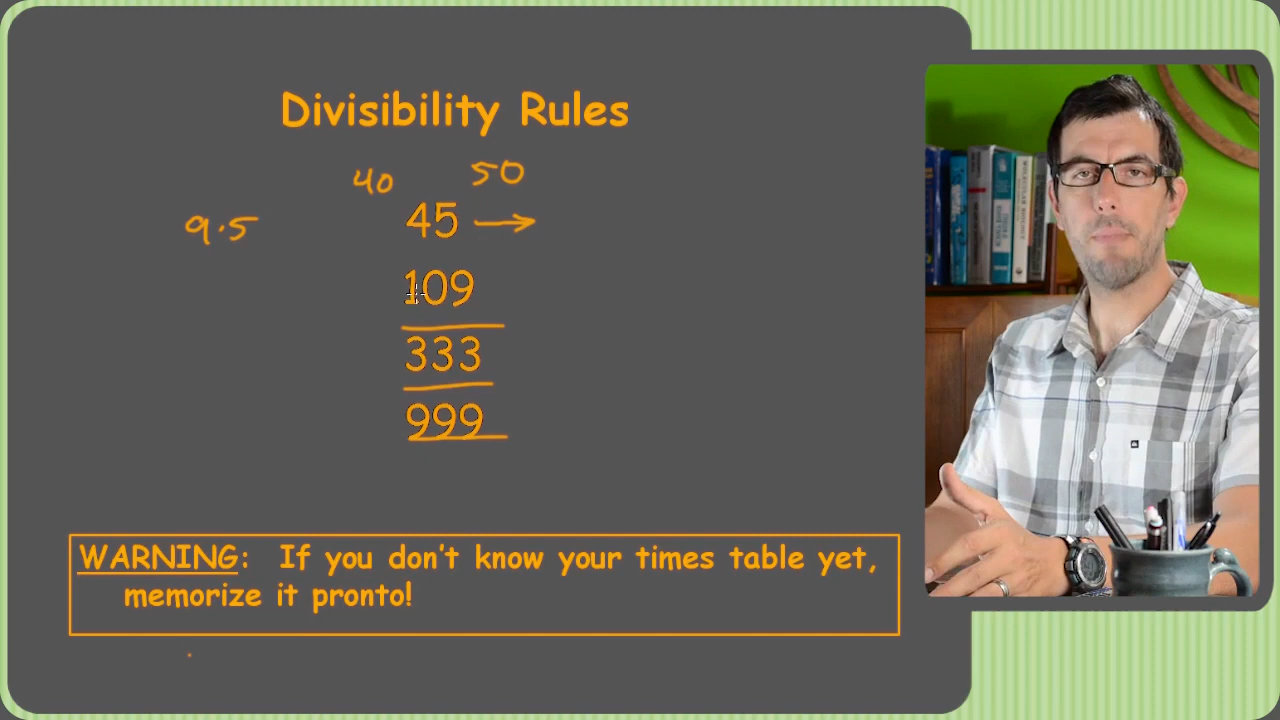 Divisibility Rules
40 50
9·5 45 →
109
333
999
WARNING: If you don't know your times table yet,
memorize it pronto!